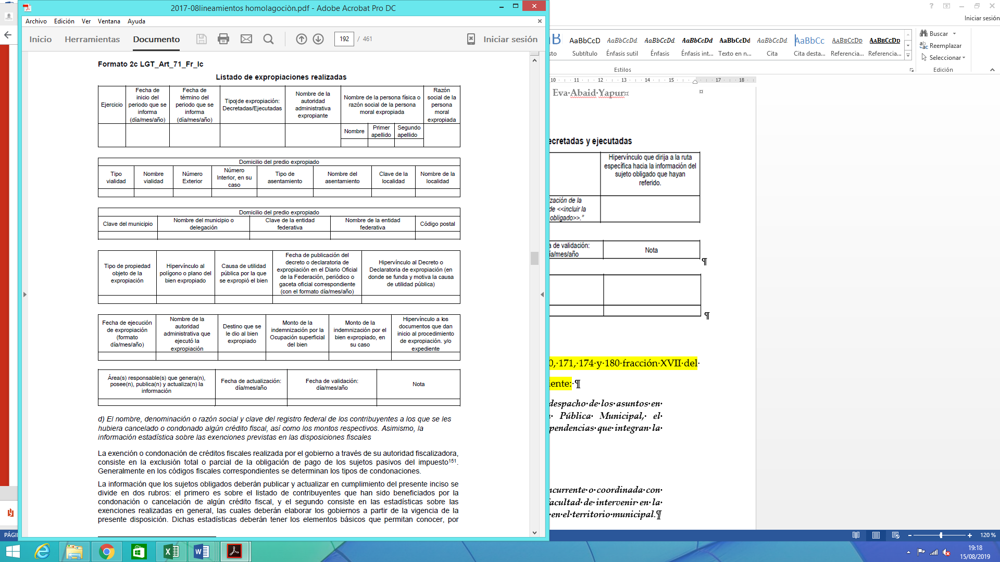 2017-08lineamientos homolagociòn.pdf - Adobe Acrobat Pro DC
Archivo Edición Ver Ventana Ayuda
Inicio Herramientas Documento 192 / 461 Iniciar sesión
Formato 2c LGT_Art_71_Fr_Ic
Listado de expropiaciones realizadas
Ejercicio
Fecha de
inicio del
periodo que se
informa
(día/mes/año)
Fecha de
término del
periodo que se
informa
(día/mes/año)
Tipo de expropiación:
Decretadas/Ejecutadas
Nombre de la
autoridad
administrativa
expropiante
Nombre de la persona física o
razón social de la persona
moral expropiada
Razón
social de la
persona
moral
expropiada
Nombre
Primer
apellido
Segundo
apellido
Domicilio del predio expropiado
Tipo
vialidad
Nombre
vialidad
Número
Exterior
Número
Interior, en su
caso
Tipo de
asentamiento
Nombre del
asentamiento
Clave de la
localidad
Nombre de la
localidad
Domicilio del predio expropiado
Clave del municipio
Nombre del municipio o
delegación
Clave de la entidad
federativa
Nombre de la entidad
federativa
Código postal
Tipo de propiedad
objeto de la
expropiación
Hipervínculo al
polígono o plano del
bien expropiado
Causa de utilidad
pública por la que
se expropió el bien
Fecha de publicación del
decreto o declaratoria de
expropiación en el Diario Oficial
de la Federación, periódico o
gaceta oficial correspondiente
(con el formato día/mes/año)
Hipervínculo al Decreto o
Declaratoria de expropiación (en
donde se funda y motiva la causa
de utilidad pública)
Fecha de ejecución
de expropiación
(formato
día/mes/año)
Nombre de la
autoridad
administrativa que
ejecutó la
expropiación
Destino que se
le dio al bien
expropiado
Monto de la
indemnización por la
Ocupación superficial
del bien
Monto de la
indemnización por el
bien expropiado, en
su caso
Hipervínculo a los
documentos que dan
inicio al procedimiento
de expropiación. y/o
expediente
Área(s) responsable(s) que genera(n),
posee(n), publica(n) y actualiza(n) la
información
Fecha de actualización:
día/mes/año
Fecha de validación:
día/mes/año
Nota
d) El nombre, denominación o razón social y clave del registro federal de los contribuyentes a los que se les
hubiera cancelado o condonado algún crédito fiscal, así como los montos respectivos. Asimismo, la
información estadística sobre las exenciones previstas en las disposiciones fiscales
La exención o condonación de créditos fiscales realizada por el gobierno a través de su autoridad fiscalizadora,
consiste en la exclusión total o parcial de la obligación de pago de los sujetos pasivos del impuesto151.
Generalmente en los códigos fiscales correspondientes se determinan los tipos de condonaciones.
La información que los sujetos obligados deberán publicar y actualizar en cumplimiento del presente inciso se
divide en dos rubros: el primero es sobre el listado de contribuyentes que han sido beneficiados por la
condonación o cancelación de algún crédito fiscal, y el segundo consiste en las estadísticas sobre las
exenciones realizadas en general, las cuales deberán elaborar los gobiernos a partir de la vigencia de la
presente disposición. Dichas estadísticas deberán tener los elementos básicos que permitan conocer, por
Iniciar sesión
AaBbCcD AaBbCcDd. AaBbCcDd. AaBbCcDd AaBbCcDd AaBbCcDd. AaBbCc AaBbCcDd AaBbCcDd
Subtítulo Énfasis sutil Énfasis Énfasis int... Texto en n... Cita Cita desta... Referencia... Referencia...
Estilos
Buscar
Reemplazar
Seleccionar
Edición
10 11 12 13 14 15 17 18
Eva·Abaid·Yapur¤
¤
ecretadas y ejecutadas
Hipervínculo que dirija a la ruta
específica hacia la información del
sujeto obligado que hayan
referido.
ización de la
de <<incluir la
obligado>>."
a de validación:
ía/mes/año
Nota
¶
¶
0,·171,·174·y·180·fracción·XVII·del·
iente:·¶
despacho·de·los·asuntos·en·
Pública· Municipal,· el·
pendencias·que·integran·la·
ncurrente·o·coordinada·con·
facultad·de·intervenir·en·la·
en·el·territorio·municipal.¶
PÁGI
120 %
19:18
15/08/2019